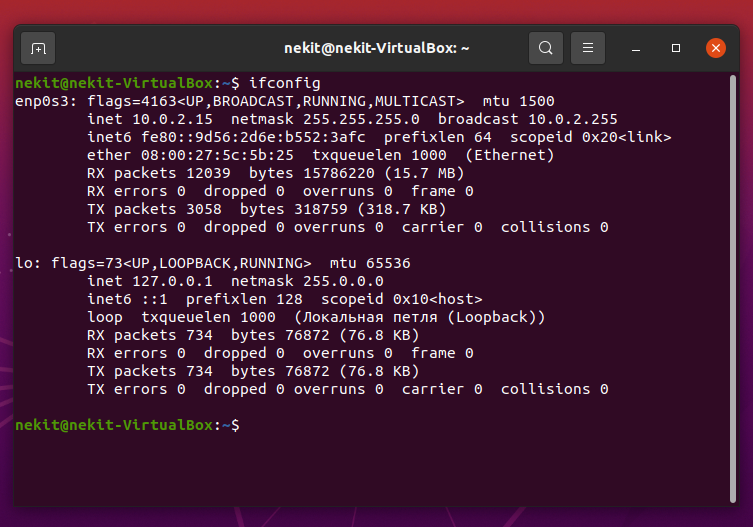 nekit@nekit-VirtualBox: ~
nekit@nekit-VirtualBox:~$ ifconfig
enp0s3: flags=4163<UP,BROADCAST,RUNNING,MULTICAST>  mtu 1500
        inet 10.0.2.15  netmask 255.255.255.0  broadcast 10.0.2.255
        inet6 fe80::9d56:2d6e:b552:3afc  prefixlen 64  scopeid 0x20<link>
        ether 08:00:27:5c:5b:25  txqueuelen 1000  (Ethernet)
        RX packets 12039  bytes 15786220 (15.7 MB)
        RX errors 0  dropped 0  overruns 0  frame 0
        TX packets 3058  bytes 318759 (318.7 KB)
        TX errors 0  dropped 0 overruns 0  carrier 0  collisions 0

lo: flags=73<UP,LOOPBACK,RUNNING>  mtu 65536
        inet 127.0.0.1  netmask 255.0.0.0
        inet6 ::1  prefixlen 128  scopeid 0x10<host>
        loop  txqueuelen 1000  (Локальная петля (Loopback))
        RX packets 734  bytes 76872 (76.8 KB)
        RX errors 0  dropped 0  overruns 0  frame 0
        TX packets 734  bytes 76872 (76.8 KB)
        TX errors 0  dropped 0 overruns 0  carrier 0  collisions 0

nekit@nekit-VirtualBox:~$